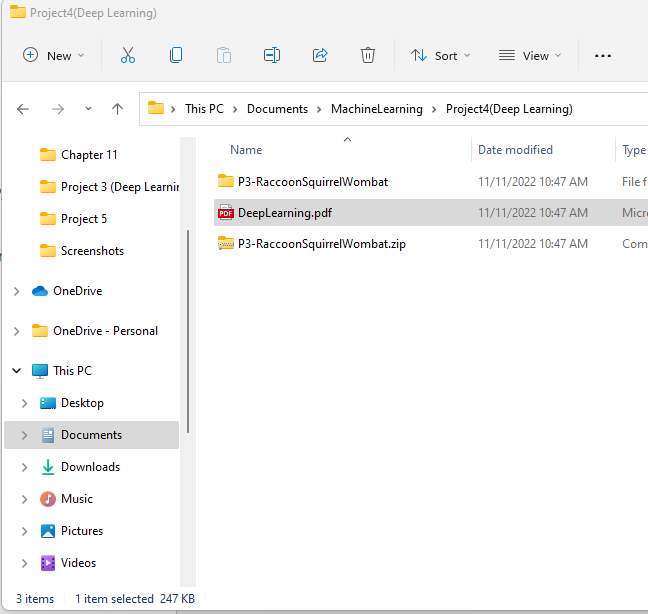 Project4(Deep Learning)
New
Sort
View
This PC > Documents > MachineLearning > Project4(Deep Learning)
Name Date modified Type
Chapter 11
Project 3 (Deep Learnin
Project 5
Screenshots
OneDrive
OneDrive - Personal
This PC
Desktop
Documents
Downloads
Music
Pictures
Videos
P3-RaccoonSquirrelWombat 11/11/2022 10:47 AM File f
PDF DeepLearning.pdf 11/11/2022 10:47 AM Micr
P3-RaccoonSquirrelWombat.zip 11/11/2022 10:47 AM Com
3 items 1 item selected 247 KB